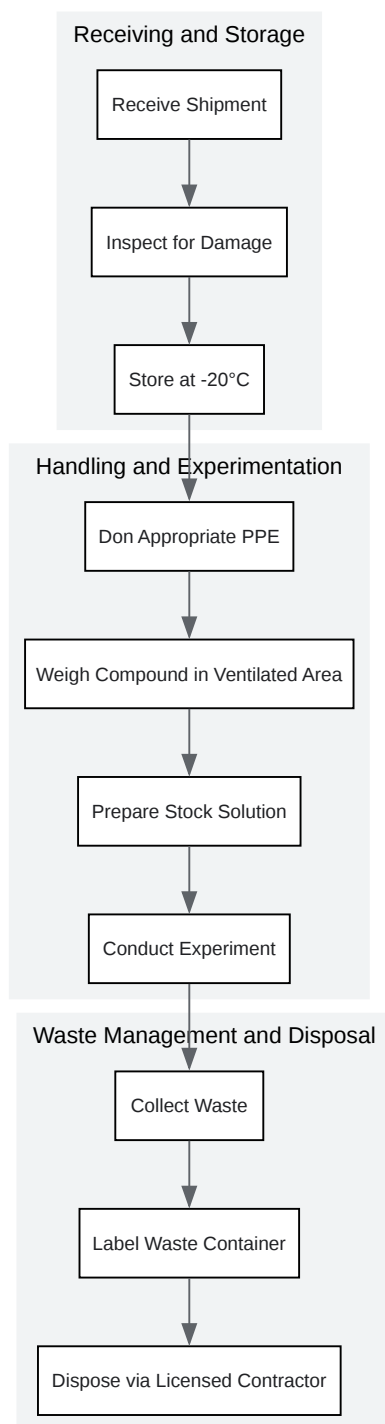 Receiving and Storage
Receive Shipment
Inspect for Damage
Store at -20°C
Handling and Experimentation
Don Appropriate PPE
Weigh Compound in Ventilated Area
Prepare Stock Solution
Conduct Experiment
Waste Management and Disposal
Collect Waste
Label Waste Container
Dispose via Licensed Contractor